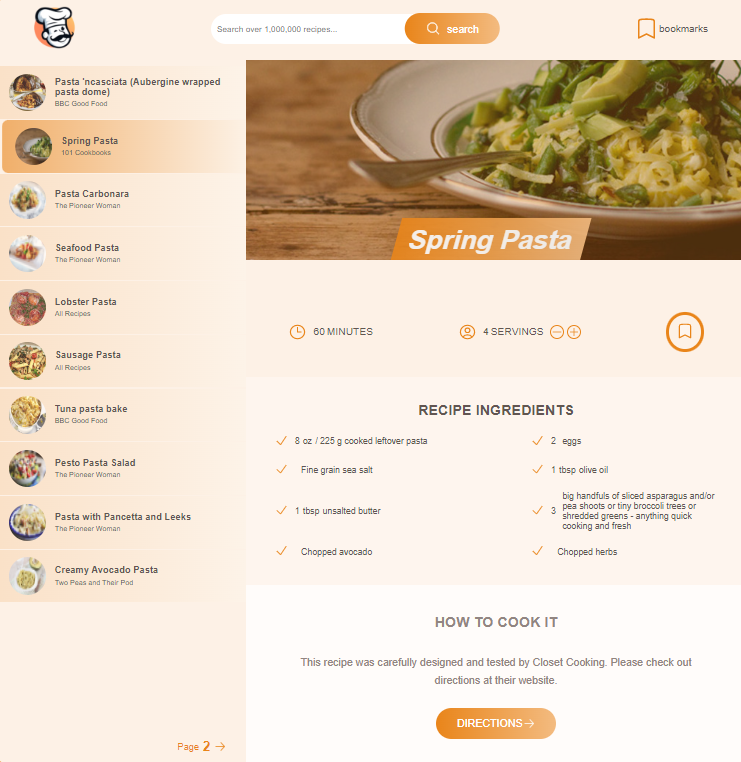 Search over 1,000,000 recipes...
search
bookmarks
Pasta 'ncasciata (Aubergine wrapped
pasta dome)
BBC Good Food
Spring Pasta
101 Cookbooks
Pasta Carbonara
The Pioneer Woman
Seafood Pasta
The Pioneer Woman
Lobster Pasta
All Recipes
Sausage Pasta
All Recipes
Tuna pasta bake
BBC Good Food
Pesto Pasta Salad
The Pioneer Woman
Pasta with Pancetta and Leeks
The Pioneer Woman
Creamy Avocado Pasta
Two Peas and Their Pod
Page 2
Spring Pasta
60 MINUTES
4 SERVINGS
RECIPE INGREDIENTS
8 oz / 225 g cooked leftover pasta
2 eggs
Fine grain sea salt
1 tbsp olive oil
1 tbsp unsalted butter
3 big handfuls of sliced asparagus and/or
pea shoots or tiny broccoli trees or
shredded greens - anything quick
cooking and fresh
Chopped avocado
Chopped herbs
HOW TO COOK IT
This recipe was carefully designed and tested by Closet Cooking. Please check out
directions at their website.
DIRECTIONS